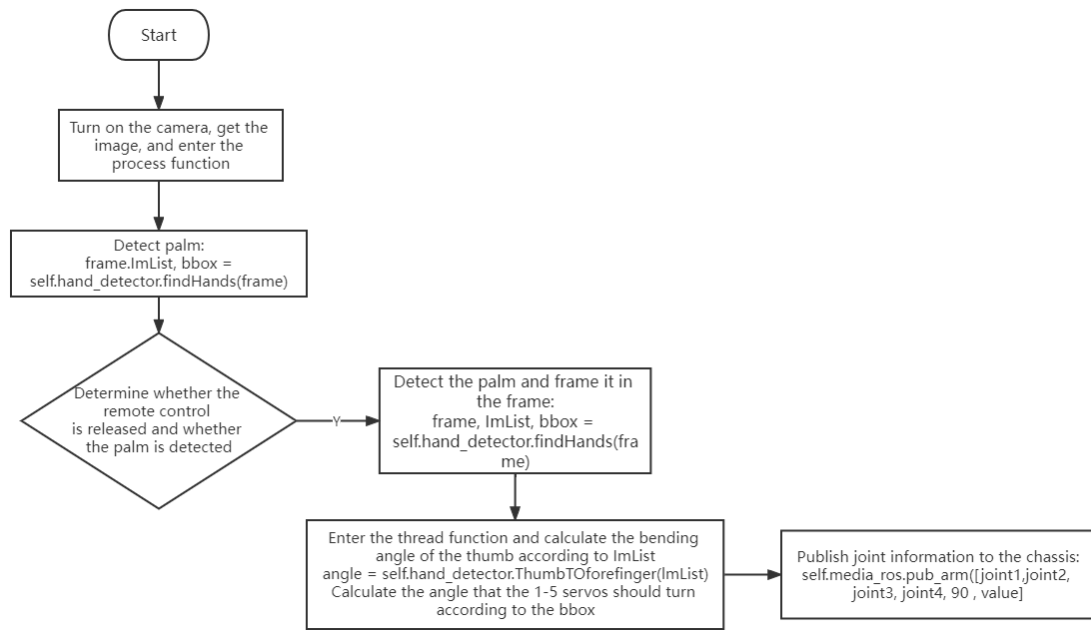 Start
Turn on the camera, get the
image, and enter the
process function
Detect palm:
frame.lmList, bbox =
self.hand_detector.findHands(frame)
Determine whether the
remote control
is released and whether
the palm is detected
Y
Detect the palm and frame it in
the frame:
frame, lmList, bbox =
self.hand_detector.findHands(fra
me)
Enter the thread function and calculate the bending
angle of the thumb according to lmList
angle = self.hand_detector.ThumbTOforefinger(lmList)
Calculate the angle that the 1-5 servos should turn
according to the bbox
Publish joint information to the chassis:
self.media_ros.pub_arm([joint1,joint2,
joint3, joint4, 90 , value]